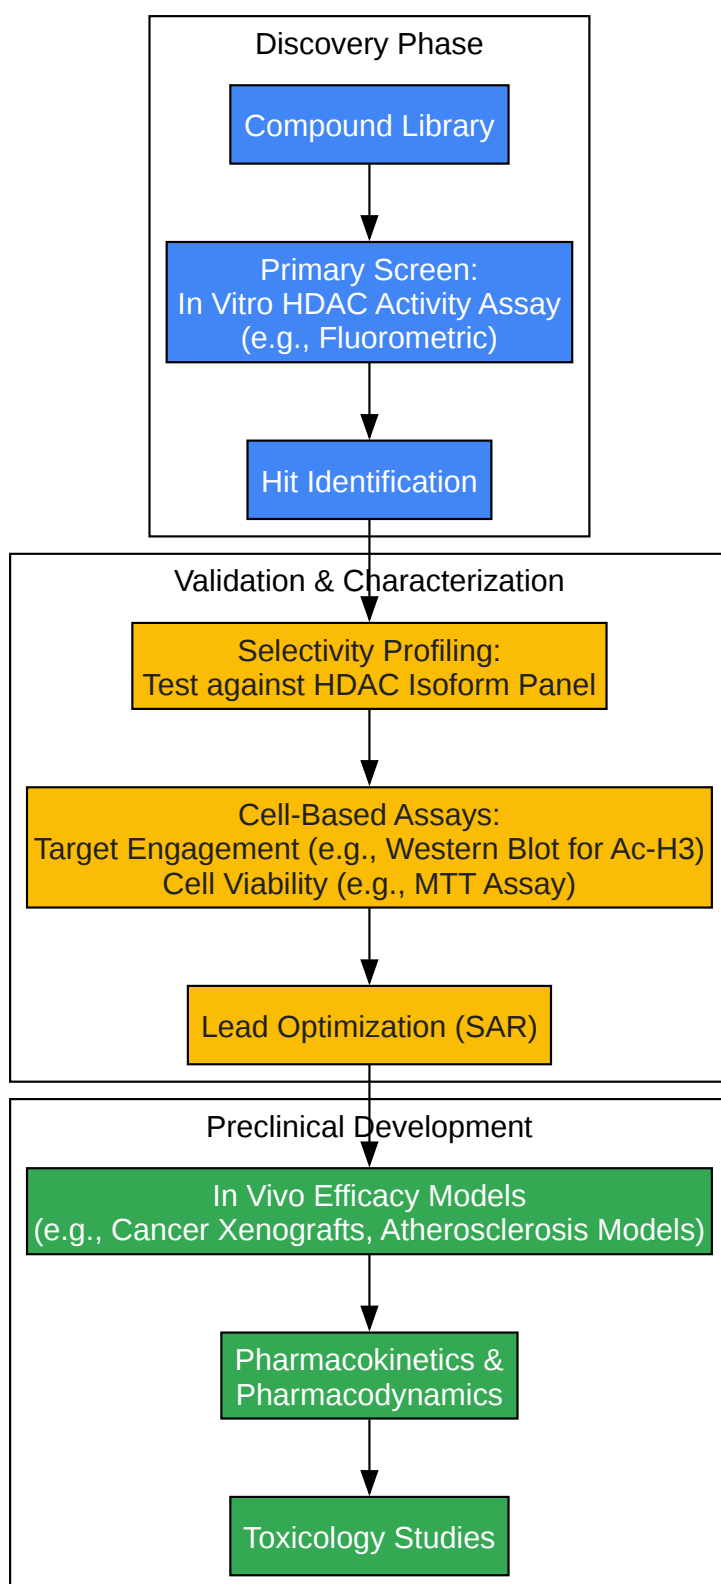 Discovery Phase
Compound Library
Primary Screen:
In Vitro HDAC Activity Assay
(e.g., Fluorometric)
Hit Identification
Validation & Characterization
Selectivity Profiling:
Test against HDAC Isoform Panel
Cell-Based Assays:
Target Engagement (e.g., Western Blot for Ac-H3)
Cell Viability (e.g., MTT Assay)
Lead Optimization (SAR)
Preclinical Development
In Vivo Efficacy Models
(e.g., Cancer Xenografts, Atherosclerosis Models)
Pharmacokinetics &
Pharmacodynamics
Toxicology Studies